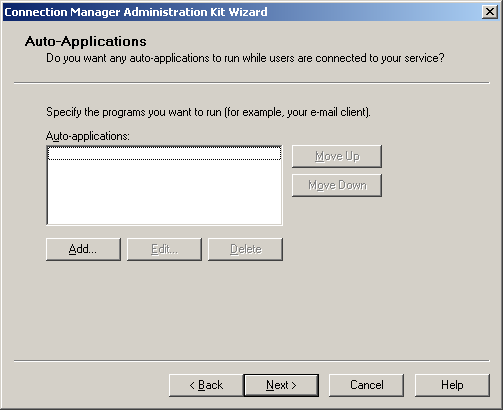 Connection Manager Administration Kit Wizard
Auto-Applications
Do you want any auto-applications to run while users are connected to your service?
Specify the programs you want to run (for example, your e-mail client).
Auto-applications:
Move Up
Move Down
Add... Edit... Delete
< Back Next > Cancel Help